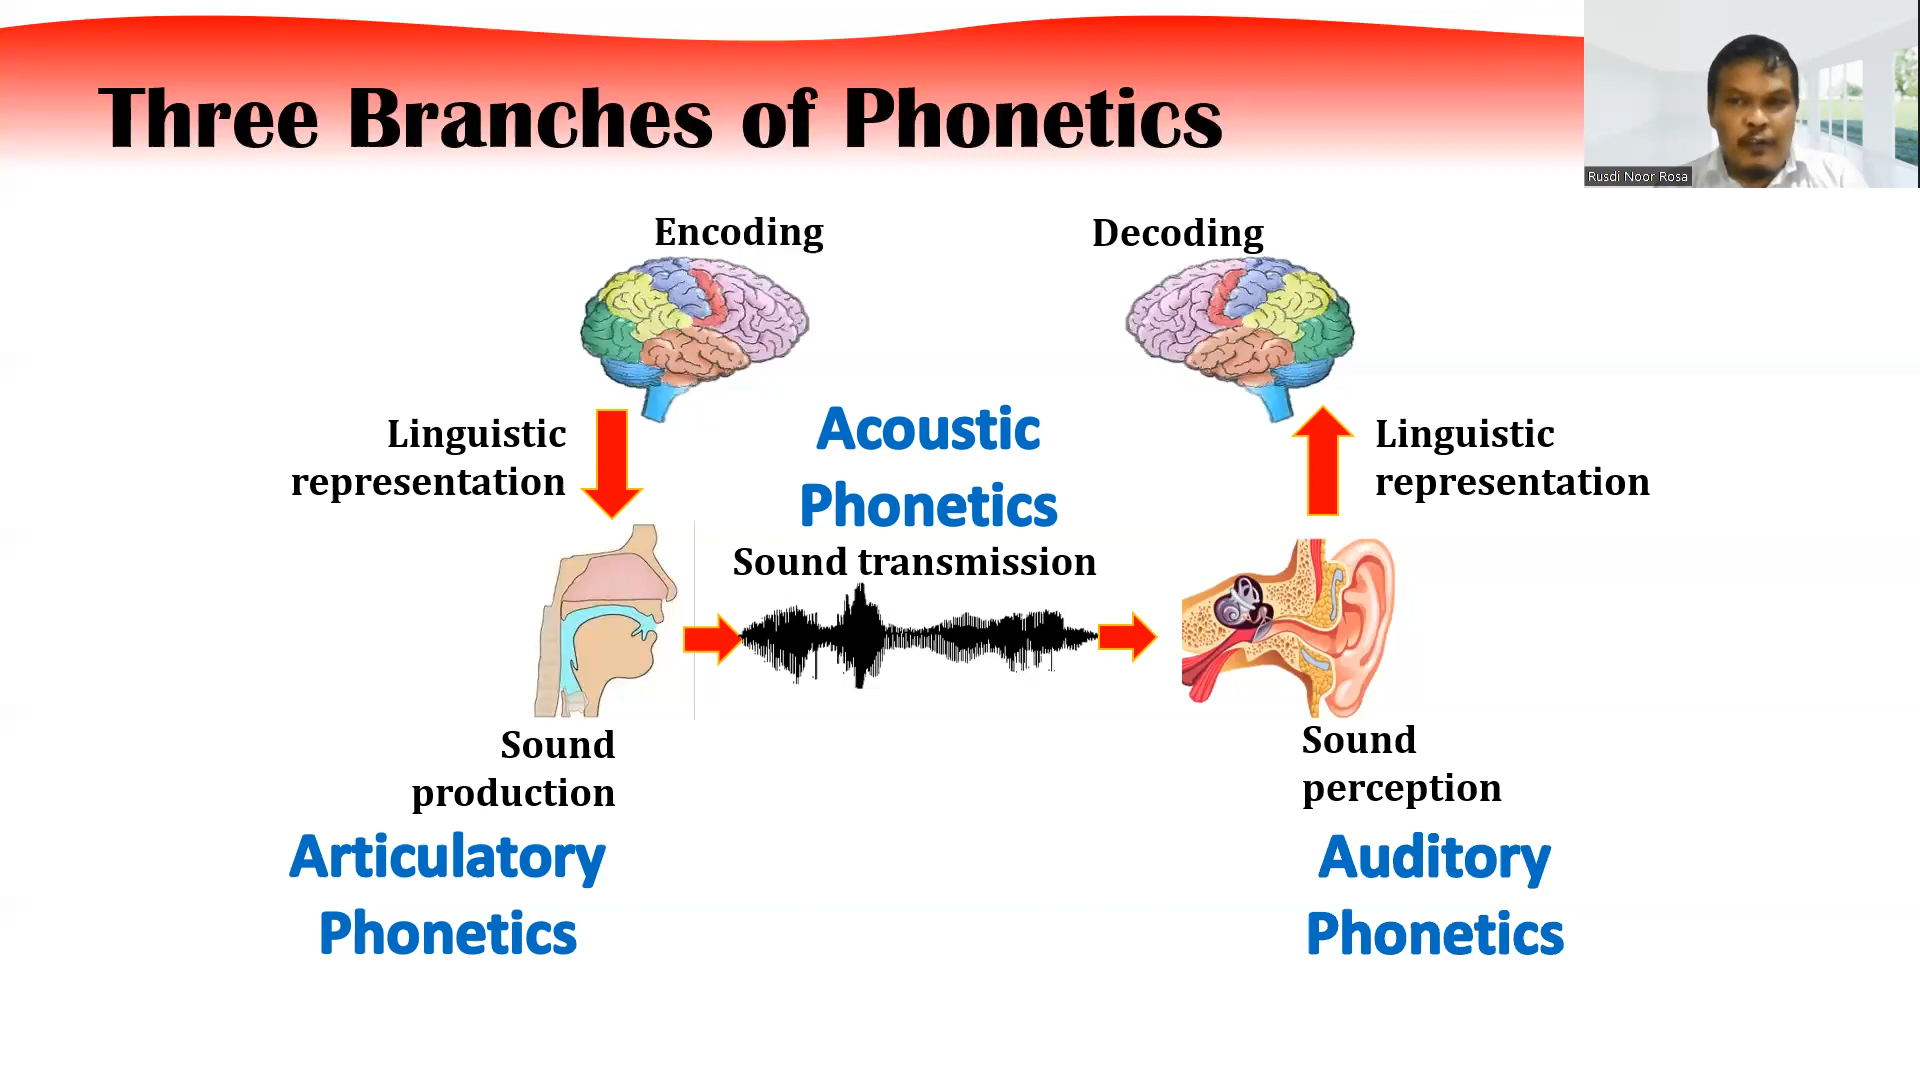 Three Branches of Phonetics
Rusdi Noor Rosa
Encoding
Decoding
Linguistic
representation
Acoustic
Phonetics
Linguistic
representation
Sound transmission
Sound
production
Sound
perception
Articulatory
Phonetics
Auditory
Phonetics